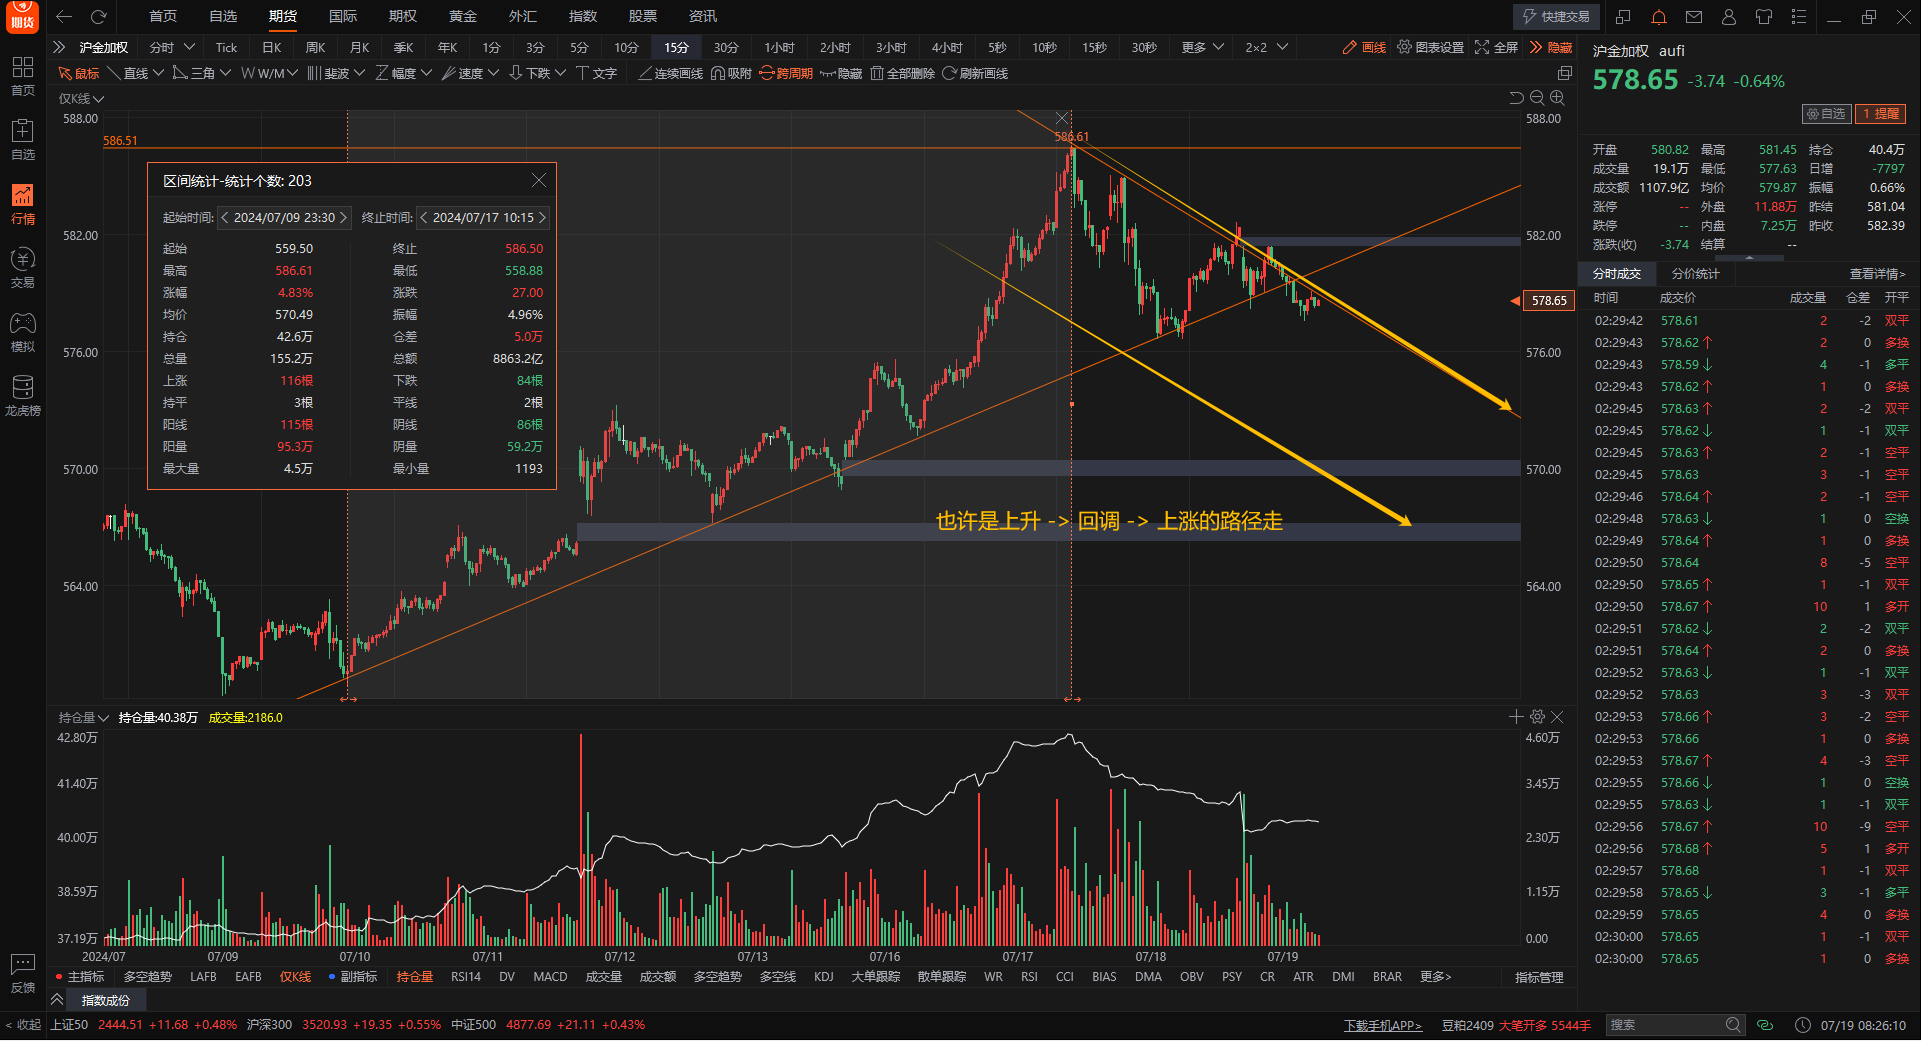 期货 首页 自选 期货 国际 期权 黄金 外汇 指数 股票 资讯 快捷交易
沪金加权 分时 Tick 日K 周K 月K 季K 年K 1分 3分 5分 10分 15分 30分 1小时 2小时 3小时 4小时 5秒 10秒 15秒 30秒 更多 2×2 画线 图表设置 全屏 隐藏
鼠标 直线 三角 W/M 斐波 幅度 速度 下跌 文字 连续画线 吸附 跨周期 隐藏 全部删除 刷新画线
首页
自选
行情
交易
模拟
龙虎榜
反馈
仅K线
588.00
582.00
576.00
570.00
564.00
586.51
586.61
区间统计-统计个数: 203
起始时间: < 2024/07/09 23:30 > 终止时间: < 2024/07/17 10:15 >
起始 559.50 终止 586.50
最高 586.61 最低 558.88
涨幅 4.83% 涨跌 27.00
均价 570.49 振幅 4.96%
持仓 42.6万 仓差 5.0万
总量 155.2万 总额 8863.2亿
上涨 116根 下跌 84根
持平 3根 平线 2根
阳线 115根 阴线 86根
阳量 95.3万 阴量 59.2万
最大量 4.5万 最小量 1193
也许是上升 -> 回调 -> 上涨的路径走
588.00
582.00
578.65
576.00
570.00
564.00
持仓量 持仓量:40.38万 成交量:2186.0
42.80万 4.60万
41.40万 3.45万
40.00万 2.30万
38.59万 1.15万
37.19万 0.00
2024/07 07/09 07/10 07/11 07/12 07/13 07/16 07/17 07/18 07/19
主指标 多空趋势 LAFB EAFB 仅K线 副指标 持仓量 RSI14 DV MACD 成交量 成交额 多空趋势 多空线 KDJ 大单跟踪 散单跟踪 WR RSI CCI BIAS DMA OBV PSY CR ATR DMI BRAR 更多> 指标管理
指数成份
< 收起 上证50 2444.51 +11.68 +0.48% 沪深300 3520.93 +19.35 +0.55% 中证500 4877.69 +21.11 +0.43% 下载手机APP> 豆粕2409 大笔开多 5544手 搜索 07/19 08:26:10
沪金加权 aufi
578.65 -3.74 -0.64%
自选 1 提醒
开盘 580.82 最高 581.45 持仓 40.4万
成交量 19.1万 最低 577.63 日增 -7797
成交额 1107.9亿 均价 579.87 振幅 0.66%
涨停 -- 外盘 11.88万 昨结 581.04
跌停 -- 内盘 7.25万 昨收 582.39
涨跌(收) -3.74 结算 --
分时成交 分价统计 查看详情>
时间 成交价 成交量 仓差 开平
02:29:42 578.61 2 -2 双平
02:29:43 578.62↑ 2 0 多换
02:29:43 578.59↓ 4 -1 多平
02:29:43 578.62↑ 1 0 多换
02:29:45 578.63↑ 2 -2 双平
02:29:45 578.62↓ 1 -1 双平
02:29:45 578.63↑ 2 -1 空平
02:29:45 578.63 3 -1 空平
02:29:46 578.64↑ 2 -1 空平
02:29:48 578.63↓ 1 0 空换
02:29:49 578.64↑ 1 0 多换
02:29:50 578.64 8 -5 空平
02:29:50 578.65↑ 1 -1 双平
02:29:50 578.67↑ 10 1 多开
02:29:51 578.62↓ 2 -2 双平
02:29:51 578.64↑ 2 0 多换
02:29:52 578.63↓ 1 -1 双平
02:29:52 578.63 3 -3 双平
02:29:53 578.66↑ 3 -2 空平
02:29:53 578.66 1 0 多换
02:29:53 578.67↑ 4 -3 空平
02:29:55 578.66↓ 1 0 空换
02:29:55 578.63↓ 1 -1 双平
02:29:56 578.67↑ 10 -9 空平
02:29:56 578.68↑ 5 1 多开
02:29:57 578.68 1 -1 双平
02:29:58 578.65↓ 3 -1 多平
02:29:59 578.65 4 0 多换
02:30:00 578.65 1 -1 双平
02:30:00 578.65 1 0 多换